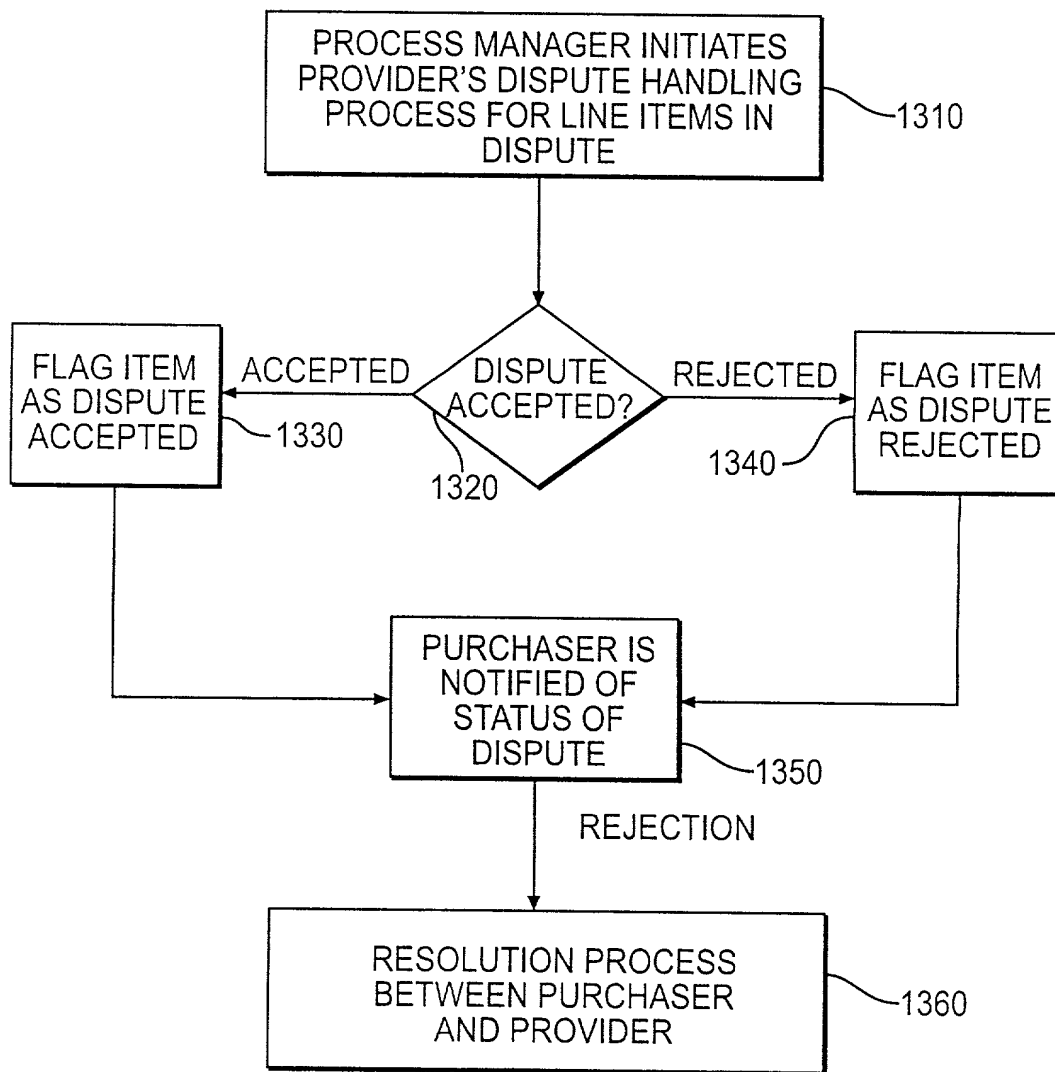 PROCESS MANAGER INITIATES
PROVIDER'S DISPUTE HANDLING
PROCESS FOR LINE ITEMS IN
DISPUTE
1310
DISPUTE
ACCEPTED?
1320
ACCEPTED
REJECTED
FLAG ITEM
AS DISPUTE
ACCEPTED
1330
FLAG ITEM
AS DISPUTE
REJECTED
1340
PURCHASER IS
NOTIFIED OF
STATUS OF
DISPUTE
1350
REJECTION
RESOLUTION PROCESS
BETWEEN PURCHASER
AND PROVIDER
1360